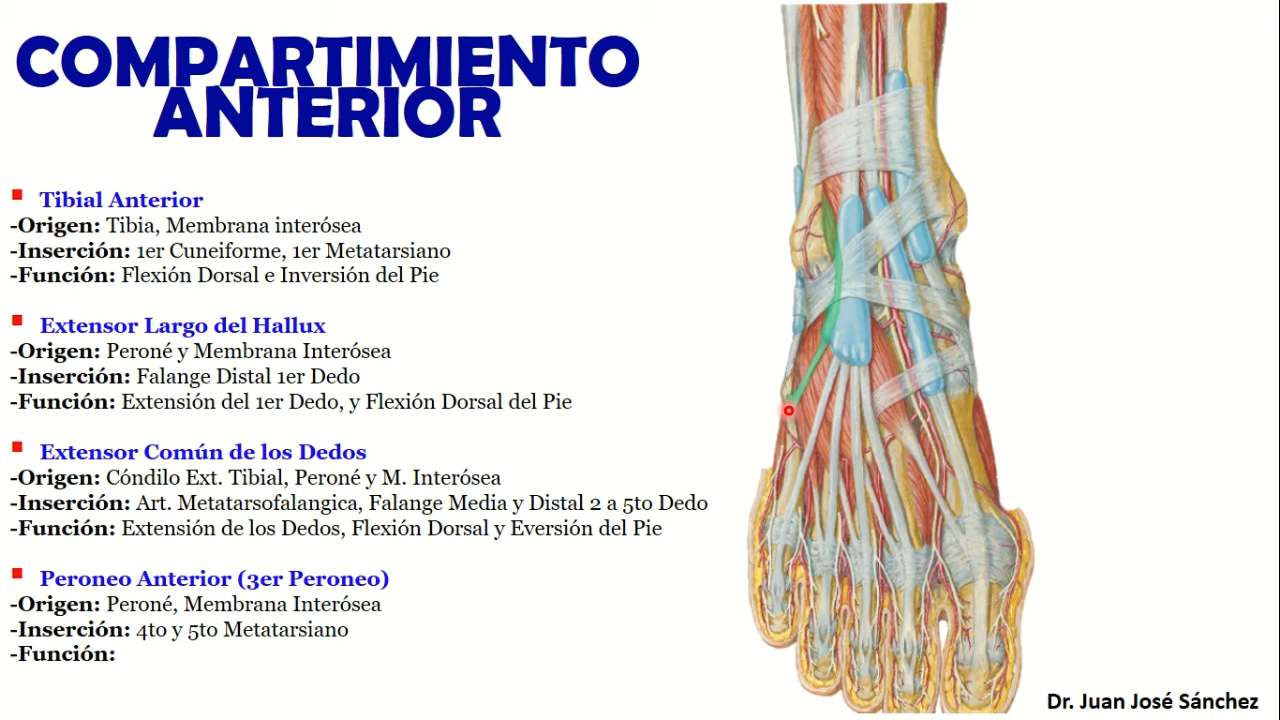 COMPARTIMIENTO
ANTERIOR
Tibial Anterior
-Origen: Tibia, Membrana interósea
-Inserción: 1er Cuneiforme, 1er Metatarsiano
-Función: Flexión Dorsal e Inversión del Pie
Extensor Largo del Hallux
-Origen: Peroné y Membrana Interósea
-Inserción: Falange Distal 1er Dedo
-Función: Extensión del 1er Dedo, y Flexión Dorsal del Pie
Extensor Común de los Dedos
-Origen: Cóndilo Ext. Tibial, Peroné y M. Interósea
-Inserción: Art. Metatarsofalangica, Falange Media y Distal 2 a 5to Dedo
-Función: Extensión de los Dedos, Flexión Dorsal y Eversión del Pie
Peroneo Anterior (3er Peroneo)
-Origen: Peroné, Membrana Interósea
-Inserción: 4to y 5to Metatarsiano
-Función:
Dr. Juan José Sánchez